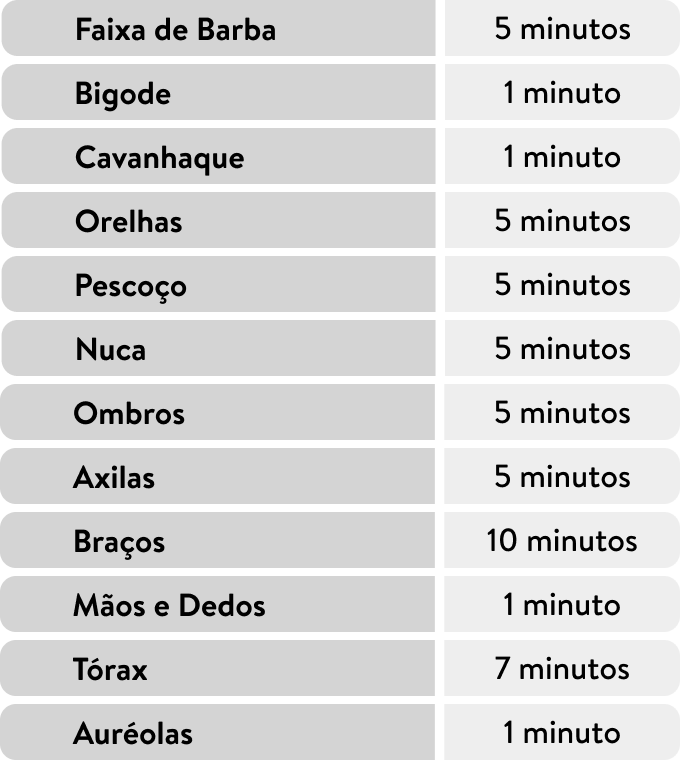 Faixa de Barba 5 minutos
Bigode 1 minuto
Cavanhaque 1 minuto
Orelhas 5 minutos
Pescoço 5 minutos
Nuca 5 minutos
Ombros 5 minutos
Axilas 5 minutos
Braços 10 minutos
Mãos e Dedos 1 minuto
Tórax 7 minutos
Auréolas 1 minuto